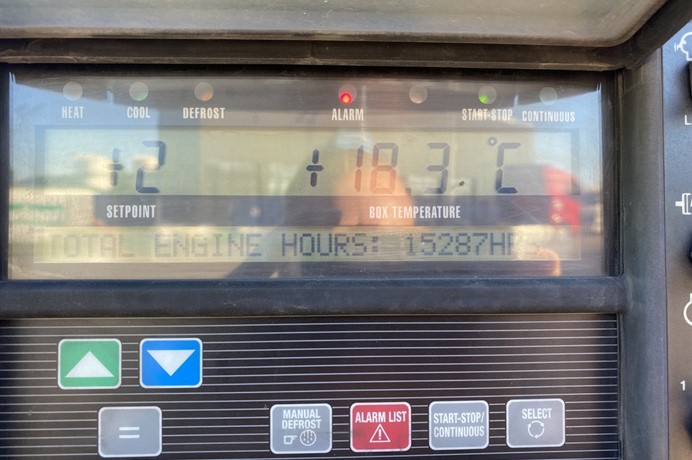 HEAT COOL DEFROST ALARM START-STOP CONTINUOUS
+2 +18 3. °C
SETPOINT BOX TEMPERATURE
TOTAL ENGINE HOURS: 15287HRS
=
MANUAL DEFROST
ALARM LIST
START-STOP/
CONTINUOUS
SELECT
L
1